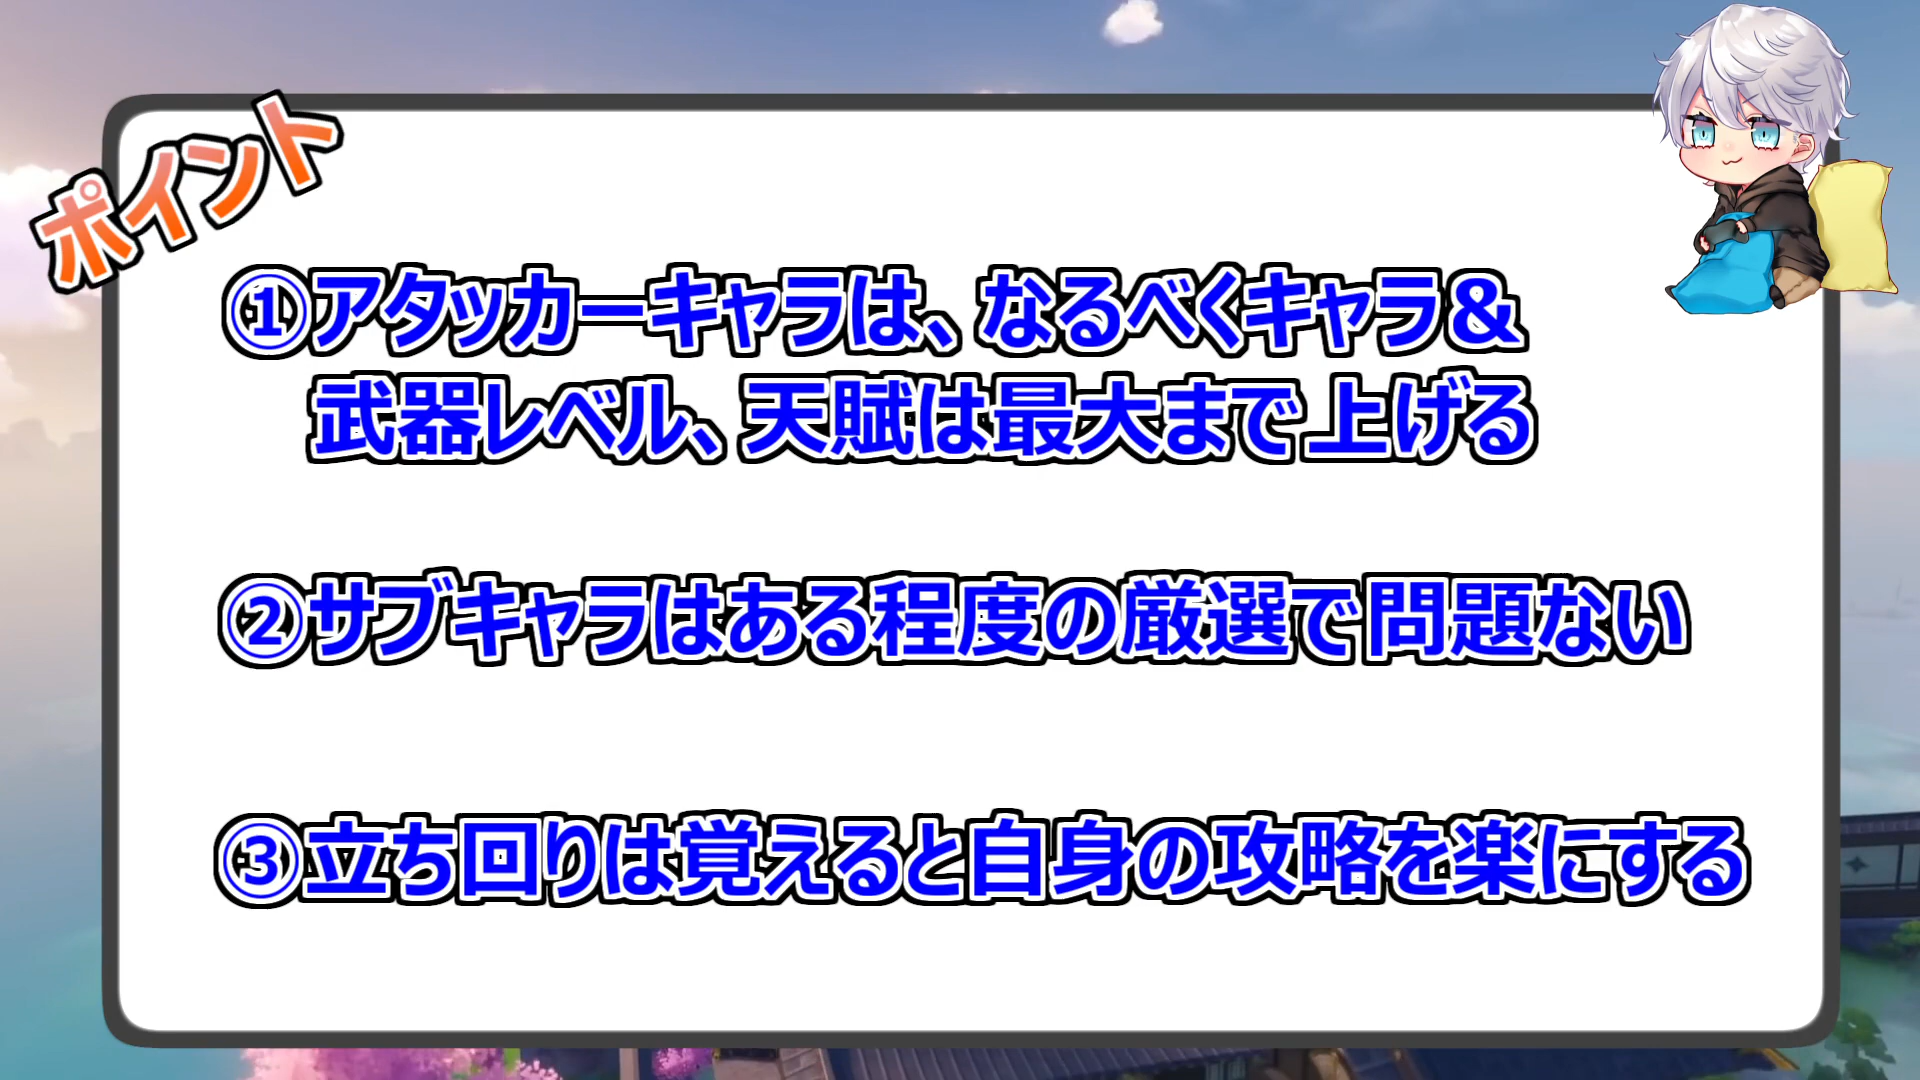 ポイント
①アタッカーキャラは、なるべくキャラ＆
武器レベル、天賦は最大まで上げる
②サブキャラはある程度の厳選で問題ない
③立ち回りは覚えると自身の攻略を楽にする